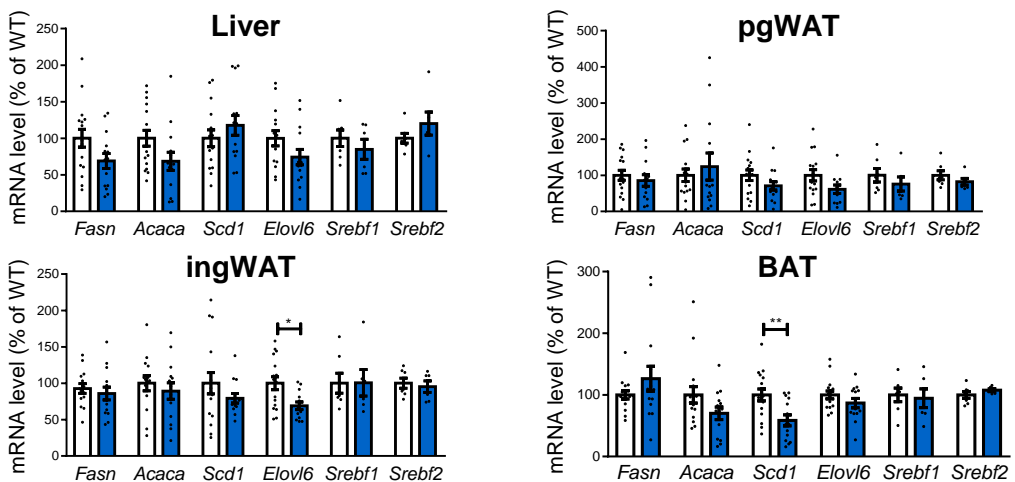 Liver
mRNA level (% of WT)
250
200
150
100
50
0
Fasn Acaca Scd1 Elovl6 Srebf1 Srebf2
pgWAT
mRNA level (% of WT)
500
400
300
200
100
0
Fasn Acaca Scd1 Elovl6 Srebf1 Srebf2
ingWAT
mRNA level (% of WT)
250
200
150
100
50
0
*
Fasn Acaca Scd1 Elovl6 Srebf1 Srebf2
BAT
mRNA level (% of WT)
300
200
100
50
0
**
Fasn Acaca Scd1 Elovl6 Srebf1 Srebf2